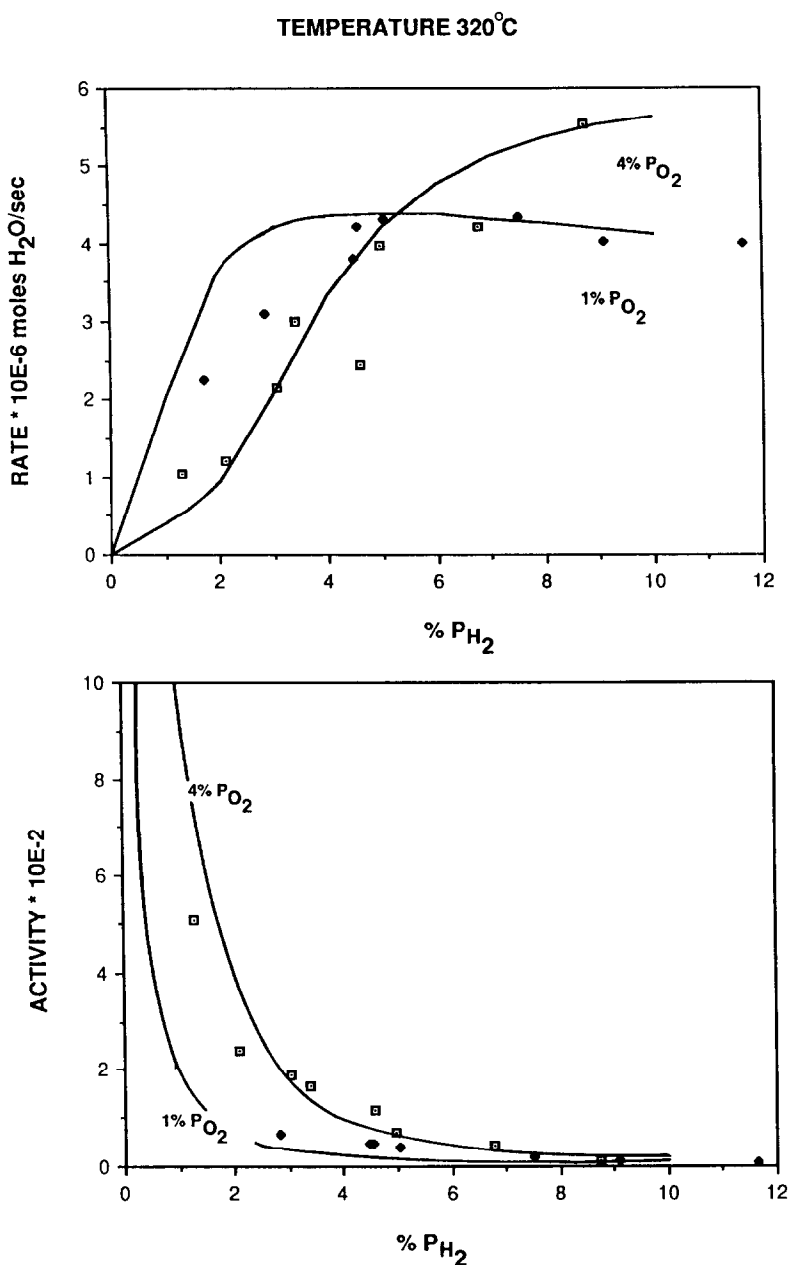 TEMPERATURE 320°C
6
5
4
3
2
1
0
RATE * 10E-6 moles H2O/sec
4% PO2
1% PO2
0 2 4 6 8 10 12
% PH2
10
8
6
4
2
0
ACTIVITY * 10E-2
4% PO2
1% PO2
0 2 4 6 8 10 12
% PH2